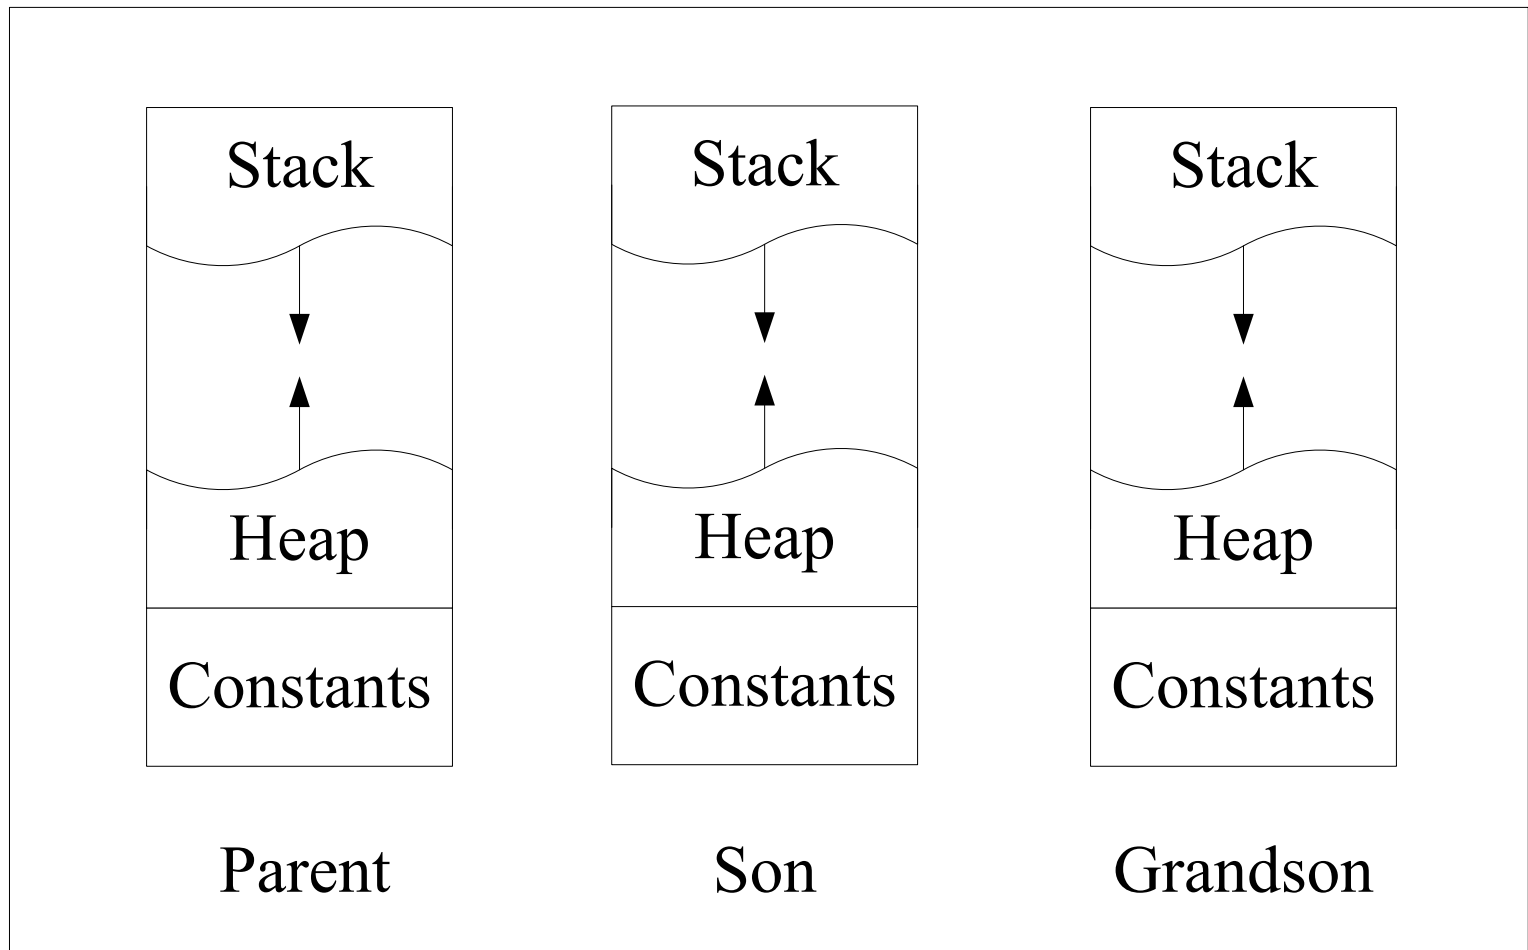 Stack
Stack
Stack
Heap
Heap
Heap
Constants
Constants
Constants
Parent
Son
Grandson